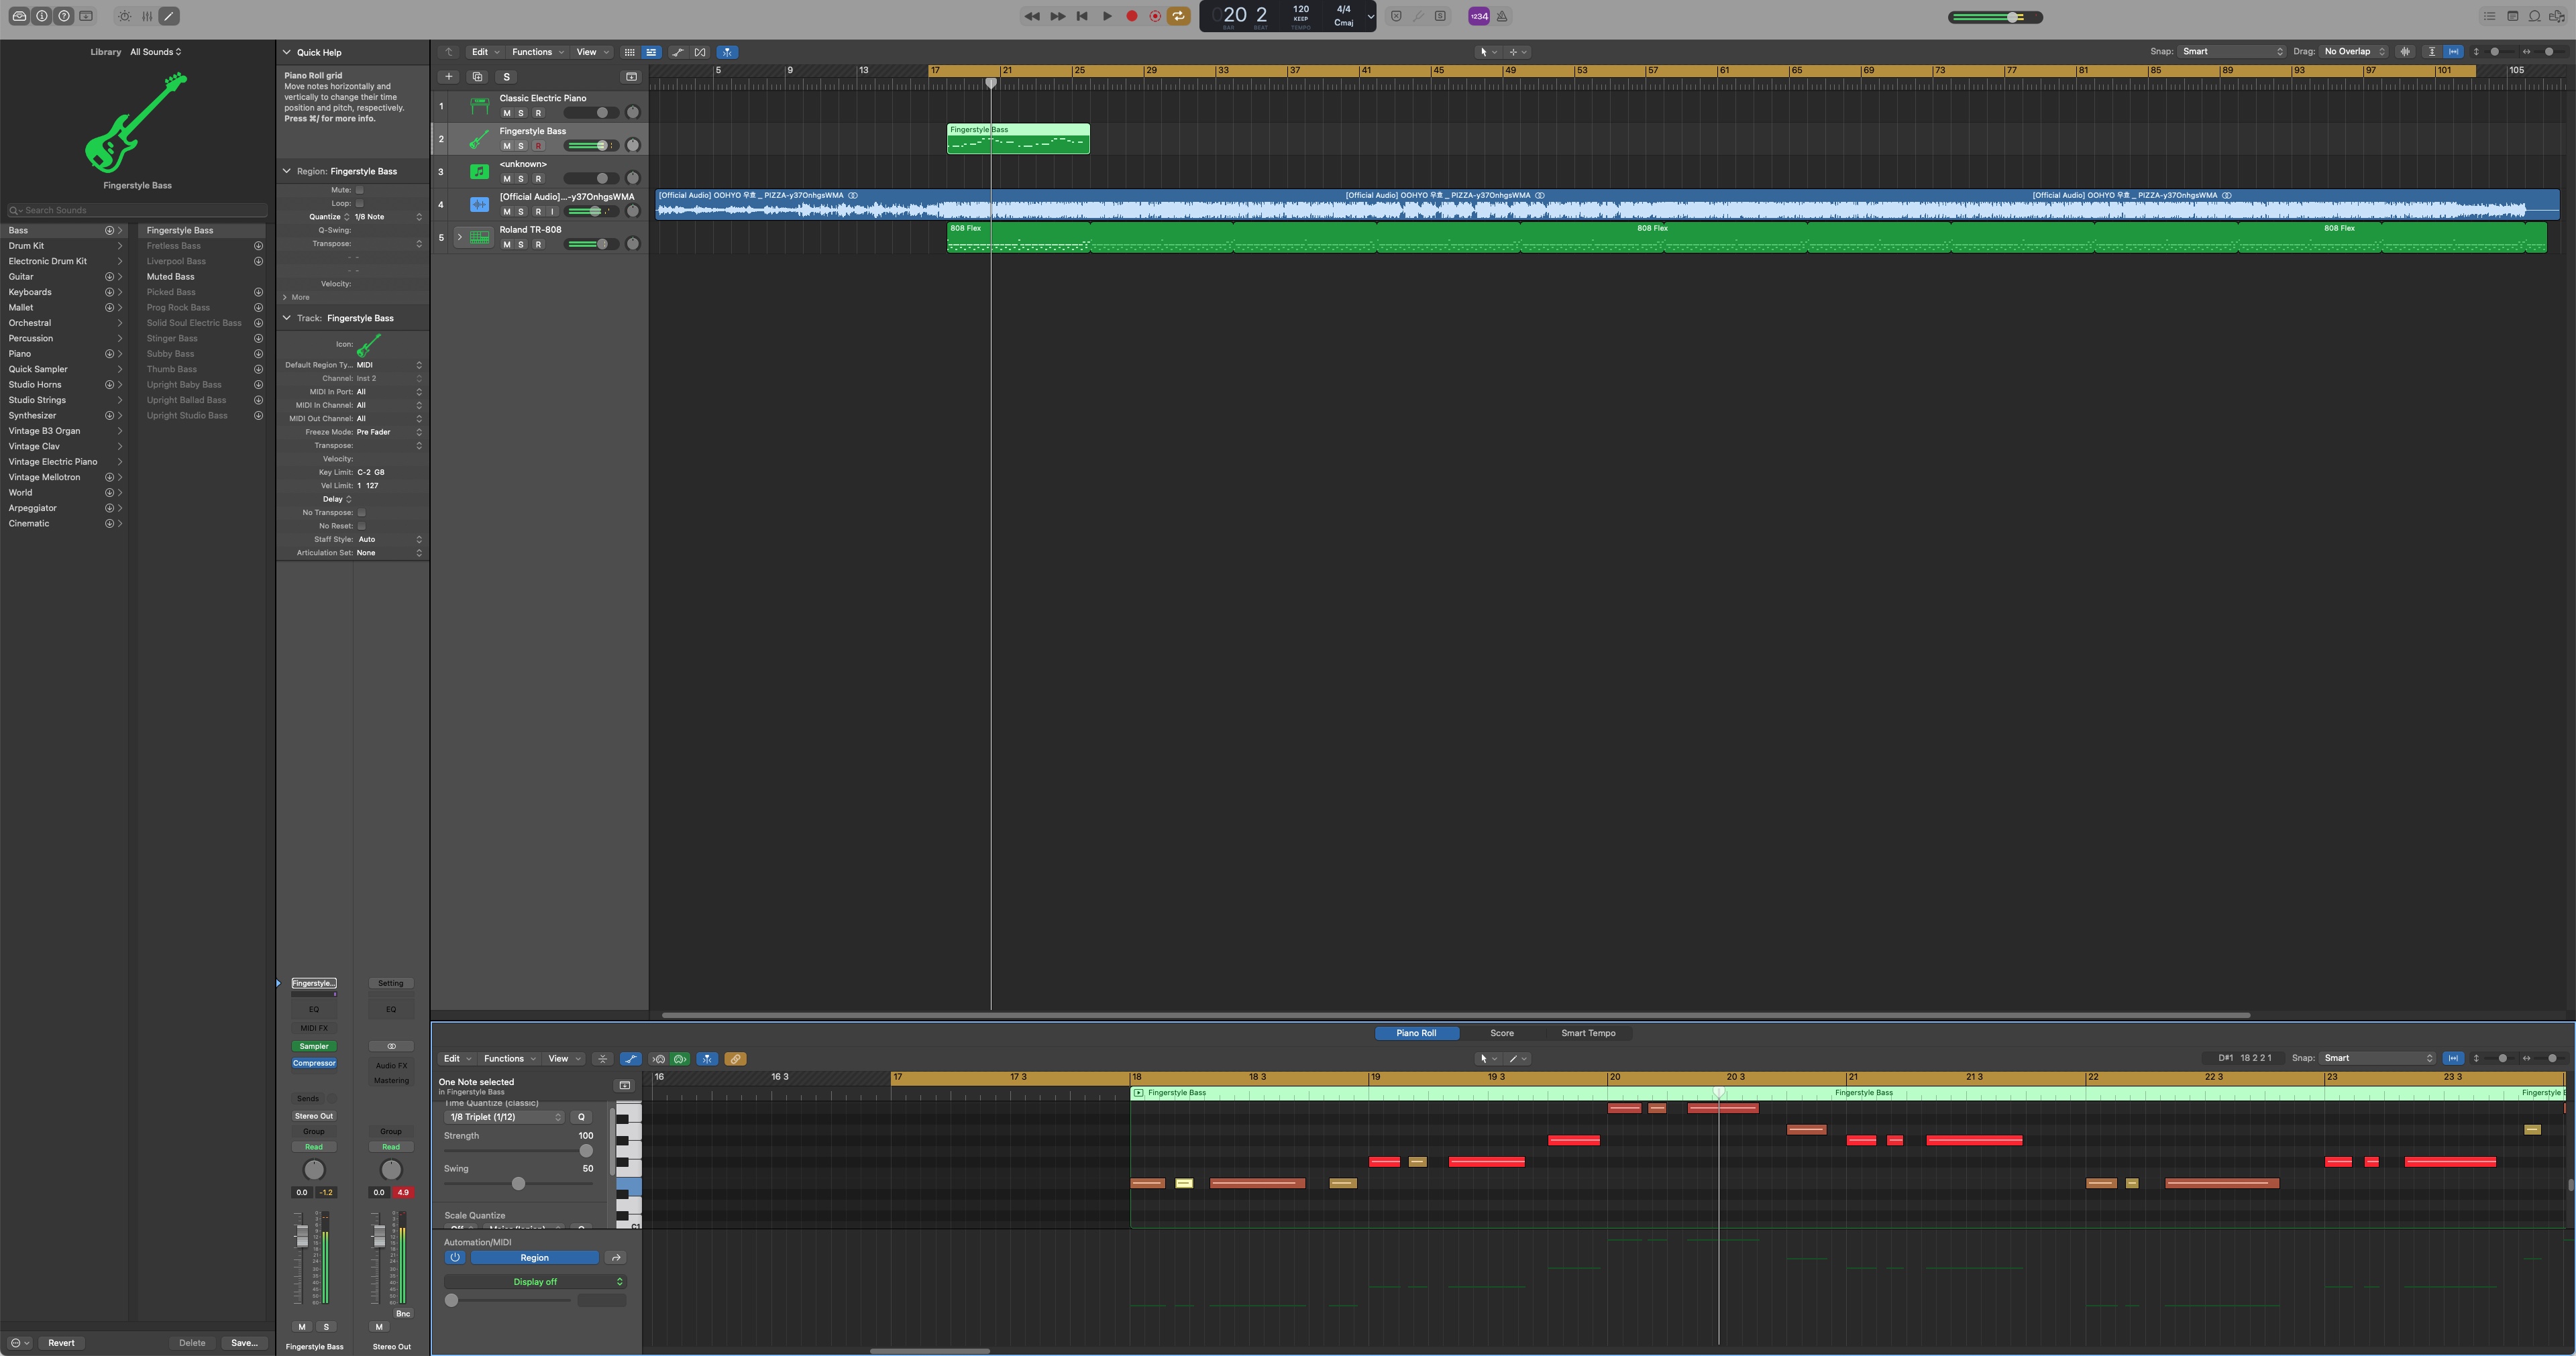 020 2 120 4/4
BAR BEAT KEEP TEMPO Cmaj
1234
Library All Sounds
Fingerstyle Bass
Search Sounds
Bass
Drum Kit
Electronic Drum Kit
Guitar
Keyboards
Mallet
Orchestral
Percussion
Piano
Quick Sampler
Studio Horns
Studio Strings
Synthesizer
Vintage B3 Organ
Vintage Clav
Vintage Electric Piano
Vintage Mellotron
World
Arpeggiator
Cinematic
Fingerstyle Bass
Fretless Bass
Liverpool Bass
Muted Bass
Picked Bass
Prog Rock Bass
Solid Soul Electric Bass
Stinger Bass
Subby Bass
Thumb Bass
Upright Baby Bass
Upright Ballad Bass
Upright Studio Bass
Revert Delete Save...
Quick Help
Piano Roll grid
Move notes horizontally and
vertically to change their time
position and pitch, respectively.
Press ⌘/ for more info.
Region: Fingerstyle Bass
Mute:
Loop:
Quantize 1/8 Note
Q-Swing:
Transpose:
- -
- -
Velocity:
More
Track: Fingerstyle Bass
Icon:
Default Region Ty... MIDI
Channel: Inst 2
MIDI In Port: All
MIDI In Channel: All
MIDI Out Channel: All
Freeze Mode: Pre Fader
Transpose:
Velocity:
Key Limit: C-2 G8
Vel Limit: 1 127
Delay
No Transpose:
No Reset:
Staff Style: Auto
Articulation Set: None
Fingerstyle... Setting
EQ EQ
MIDI FX
Sampler
Compressor Audio FX
Mastering
Sends
Stereo Out
Group Group
Read Read
0.0 -1.2 0.0 4.9
Bnc
M S M
Fingerstyle Bass Stereo Out
Edit Functions View Snap: Smart Drag: No Overlap
S
5 9 13 17 21 25 29 33 37 41 45 49 53 57 61 65 69 73 77 81 85 89 93 97 101 105
1 Classic Electric Piano
M S R
2 Fingerstyle Bass
M S R
Fingerstyle Bass
3 <unknown>
M S R
4 [Official Audio]...-y37OnhgsWMA
M S R I
[Official Audio] OOHYO 우효 _ PIZZA-y37OnhgsWMA [Official Audio] OOHYO 우효 _ PIZZA-y37OnhgsWMA [Official Audio] OOHYO 우효 _ PIZZA-y37OnhgsWMA
5 Roland TR-808
M S R
808 Flex 808 Flex 808 Flex
Piano Roll Score Smart Tempo
Edit Functions View D#1 18 2 2 1 Snap: Smart
16 16 3 17 17 3 18 18 3 19 19 3 20 20 3 21 21 3 22 22 3 23 23 3
One Note selected
in Fingerstyle Bass
Fingerstyle Bass Fingerstyle Bass Fingerstyle
Time Quantize (classic)
1/8 Triplet (1/12) Q
Strength 100
Swing 50
Scale Quantize
C1
Automation/MIDI
Region
Display off